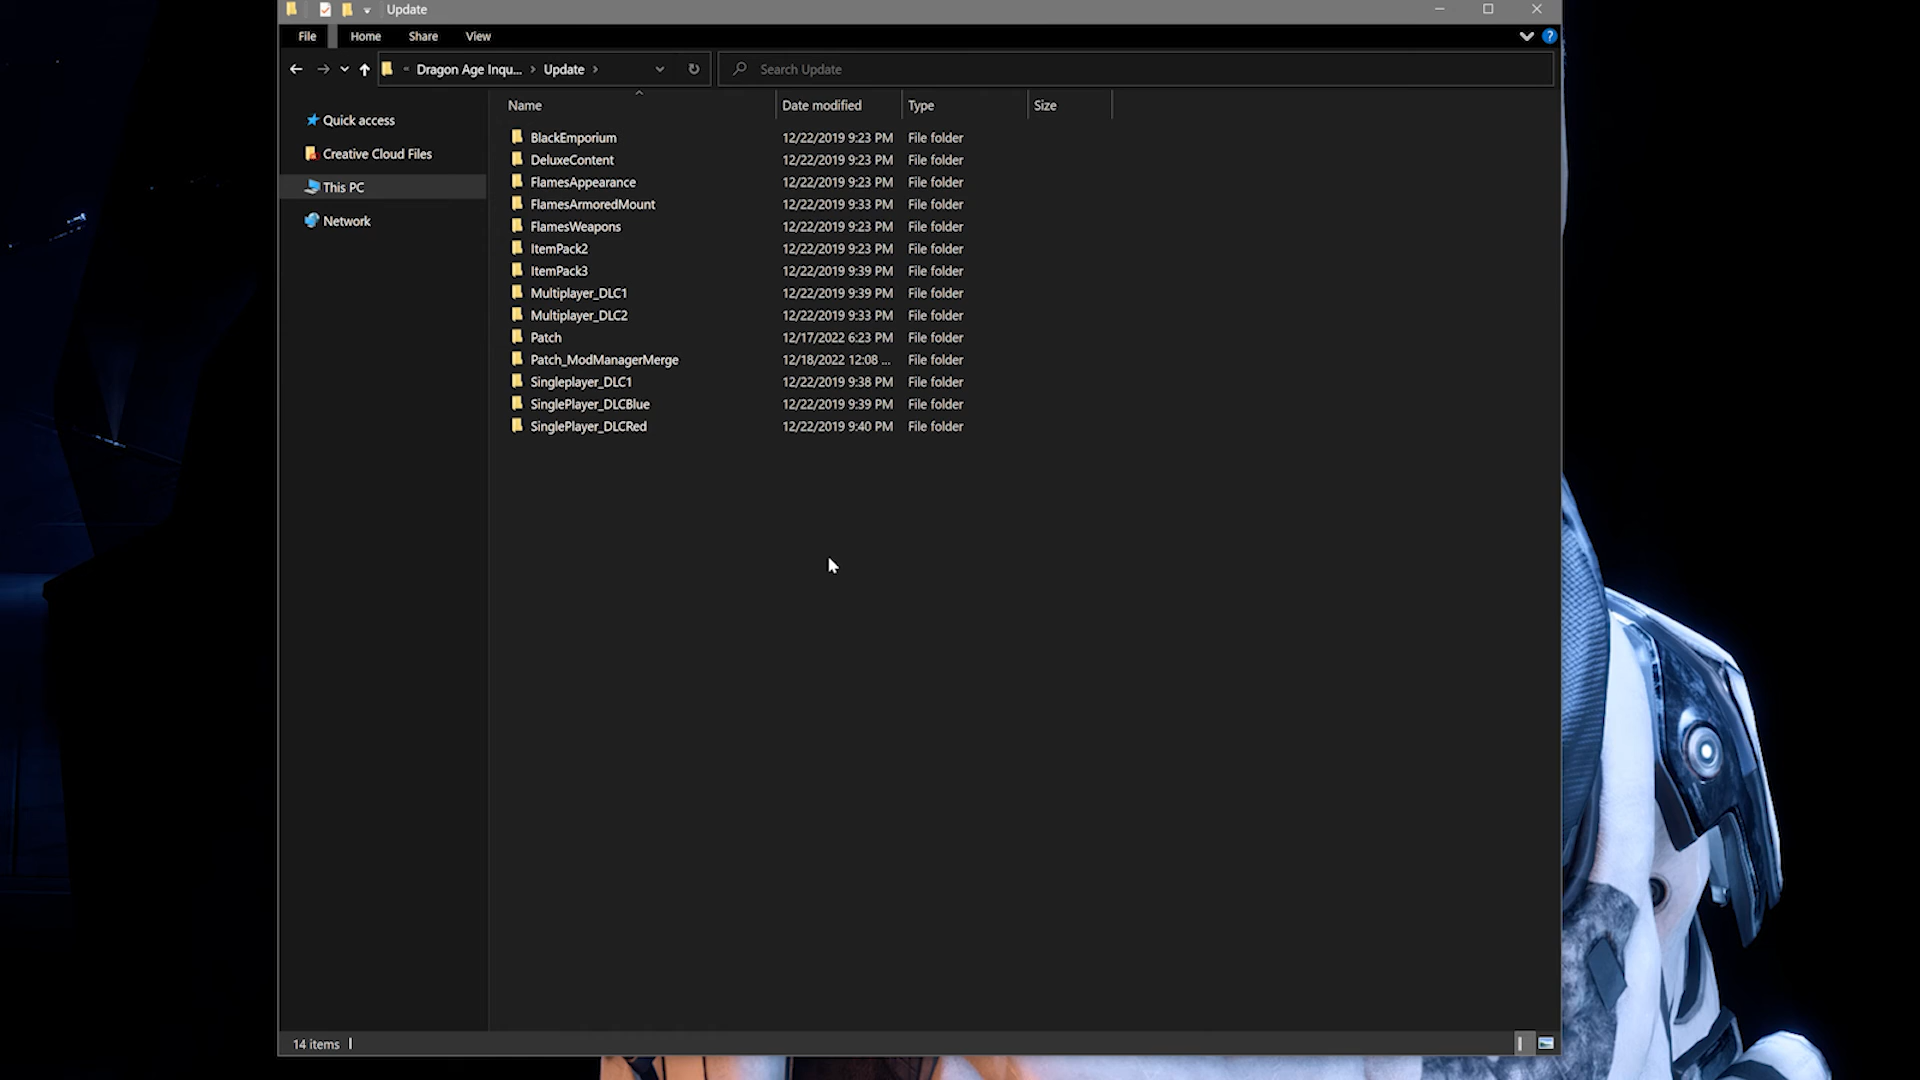 Update
File Home Share View ?
« Dragon Age Inqu... > Update > Search Update
Quick access
Creative Cloud Files
This PC
Network
Name Date modified Type Size
BlackEmporium 12/22/2019 9:23 PM File folder
DeluxeContent 12/22/2019 9:23 PM File folder
FlamesAppearance 12/22/2019 9:23 PM File folder
FlamesArmoredMount 12/22/2019 9:33 PM File folder
FlamesWeapons 12/22/2019 9:23 PM File folder
ItemPack2 12/22/2019 9:23 PM File folder
ItemPack3 12/22/2019 9:39 PM File folder
Multiplayer_DLC1 12/22/2019 9:39 PM File folder
Multiplayer_DLC2 12/22/2019 9:33 PM File folder
Patch 12/17/2022 6:23 PM File folder
Patch_ModManagerMerge 12/18/2022 12:08 ... File folder
Singleplayer_DLC1 12/22/2019 9:38 PM File folder
SinglePlayer_DLCBlue 12/22/2019 9:39 PM File folder
SinglePlayer_DLCRed 12/22/2019 9:40 PM File folder
14 items